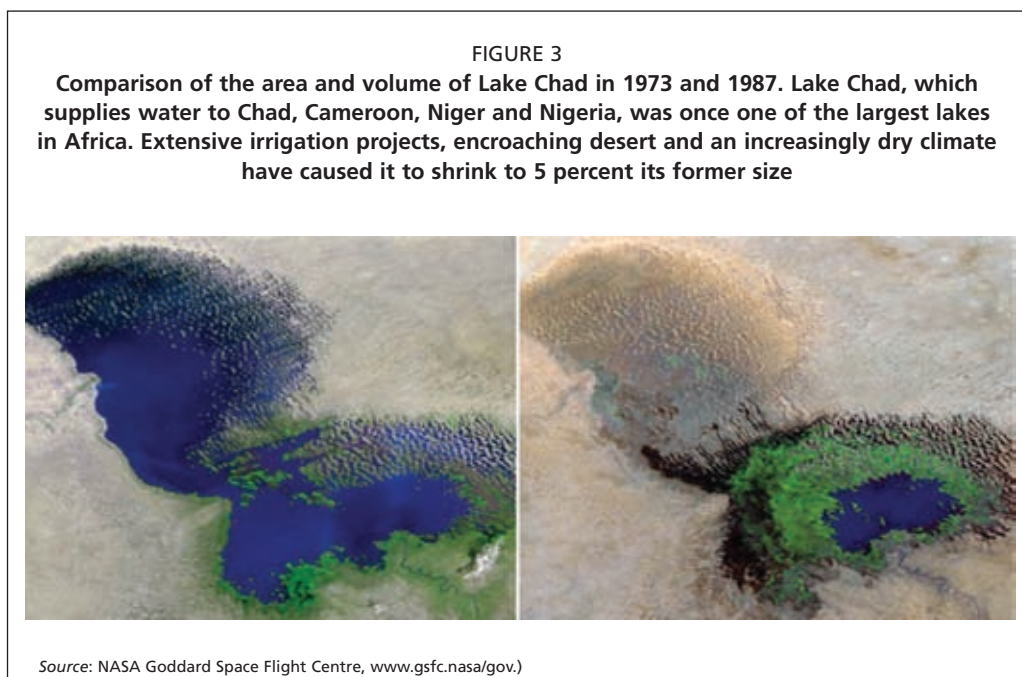 FIGURE 3
Comparison of the area and volume of Lake Chad in 1973 and 1987. Lake Chad, which
supplies water to Chad, Cameroon, Niger and Nigeria, was once one of the largest lakes
in Africa. Extensive irrigation projects, encroaching desert and an increasingly dry climate
have caused it to shrink to 5 percent its former size
Source: NASA Goddard Space Flight Centre, www.gsfc.nasa/gov.)